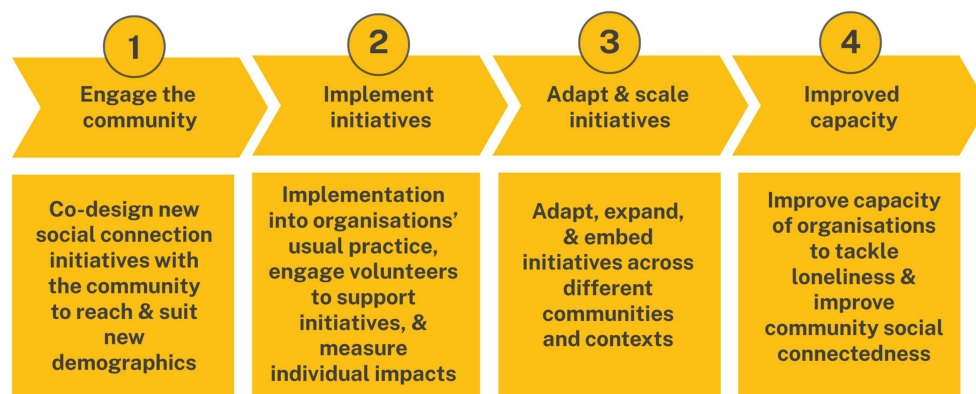 1
Engage the
community
2
Implement
initiatives
3
Adapt & scale
initiatives
4
Improved
capacity
Co-design new
social connection
initiatives with
the community
to reach & suit
new
demographics
Implementation
into organisations’
usual practice,
engage volunteers
to support
initiatives, &
measure
individual impacts
Adapt, expand,
& embed
initiatives across
different
communities
and contexts
Improve capacity
of organisations
to tackle
loneliness &
improve
community social
connectedness